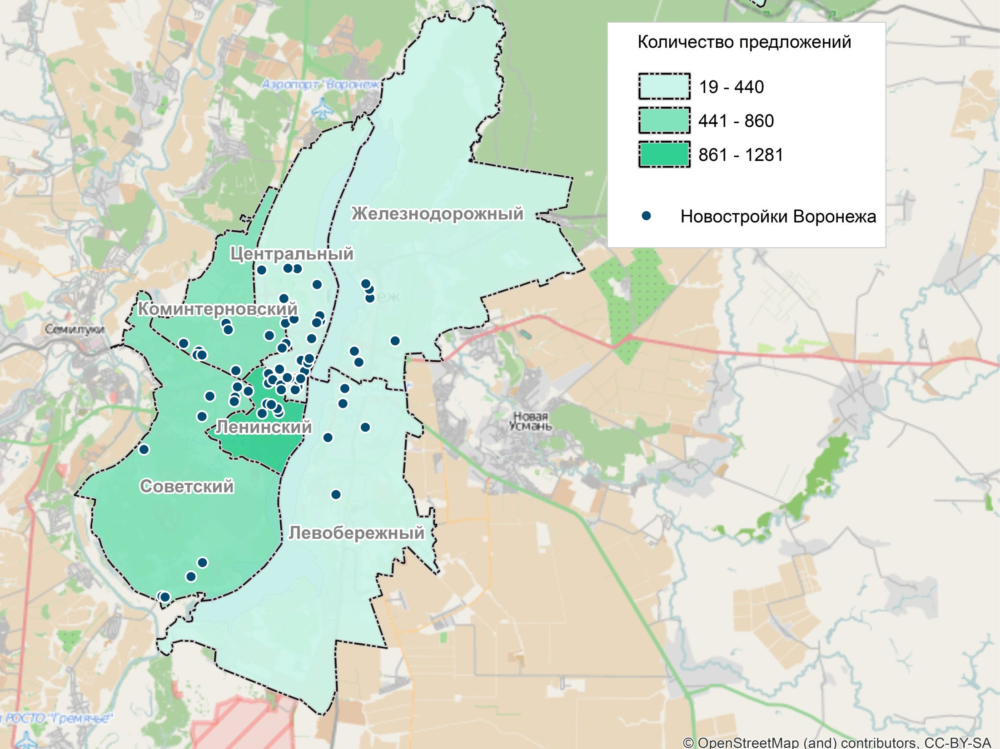 Количество предложений
19 - 440
441 - 860
861 - 1281
Новостройки Воронежа
Аэропорт "Воронеж
Железнодорожный
Центральный
Коминтерновский
Семилуки
Новая
Усмань
Ленинский
Советский
Левобережный
РОСТО "Гремячье"
© OpenStreetMap (and) contributors, CC-BY-SA